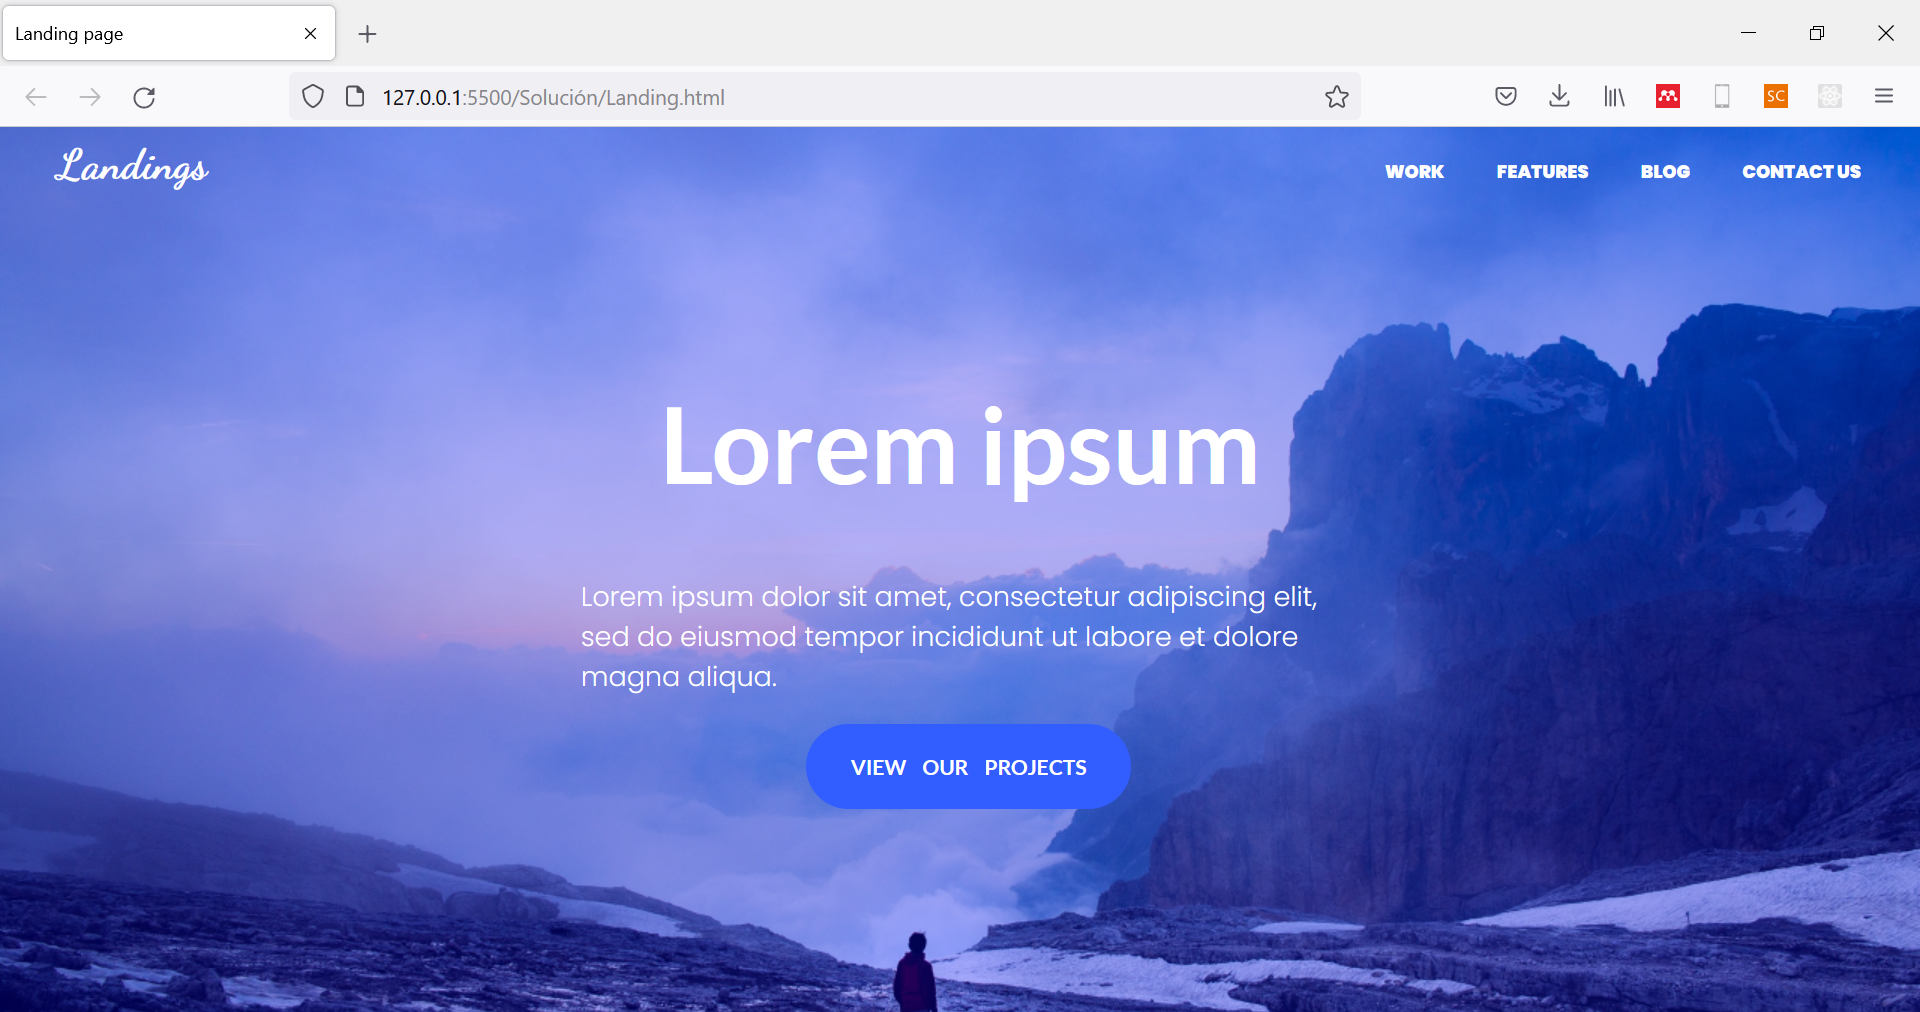 Landing page
127.0.0.1:5500/Solución/Landing.html
SC
Landings
WORK FEATURES BLOG CONTACT US
Lorem ipsum
Lorem ipsum dolor sit amet, consectetur adipiscing elit,
sed do eiusmod tempor incididunt ut labore et dolore
magna aliqua.
VIEW OUR PROJECTS